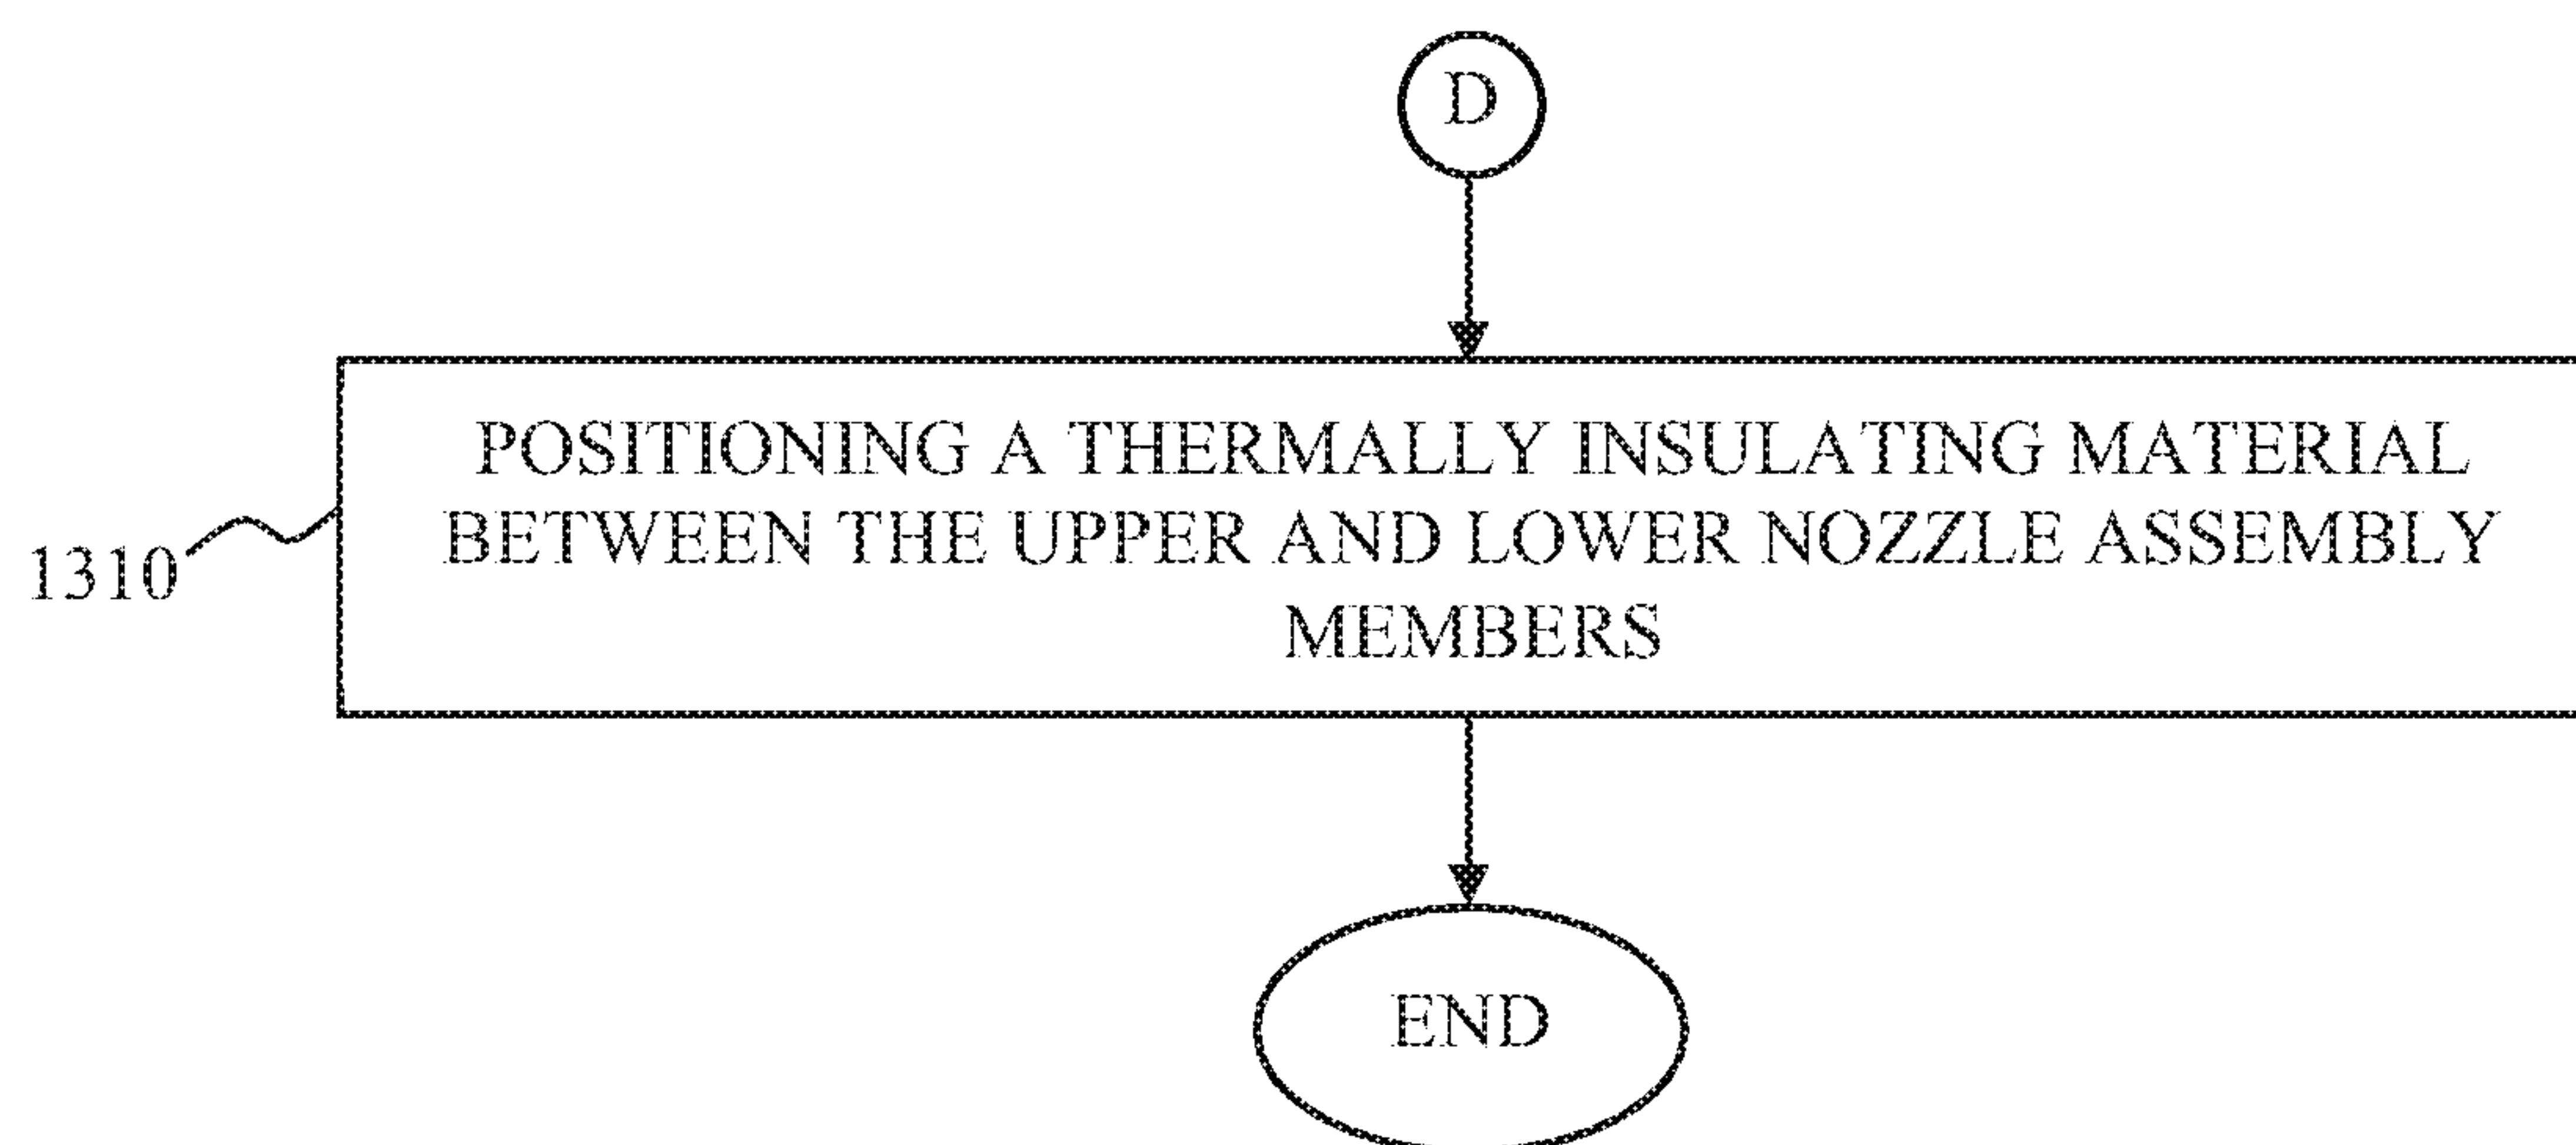 D
POSITIONING A THERMALLY INSULATING MATERIAL
BETWEEN THE UPPER AND LOWER NOZZLE ASSEMBLY
MEMBERS
1310
END